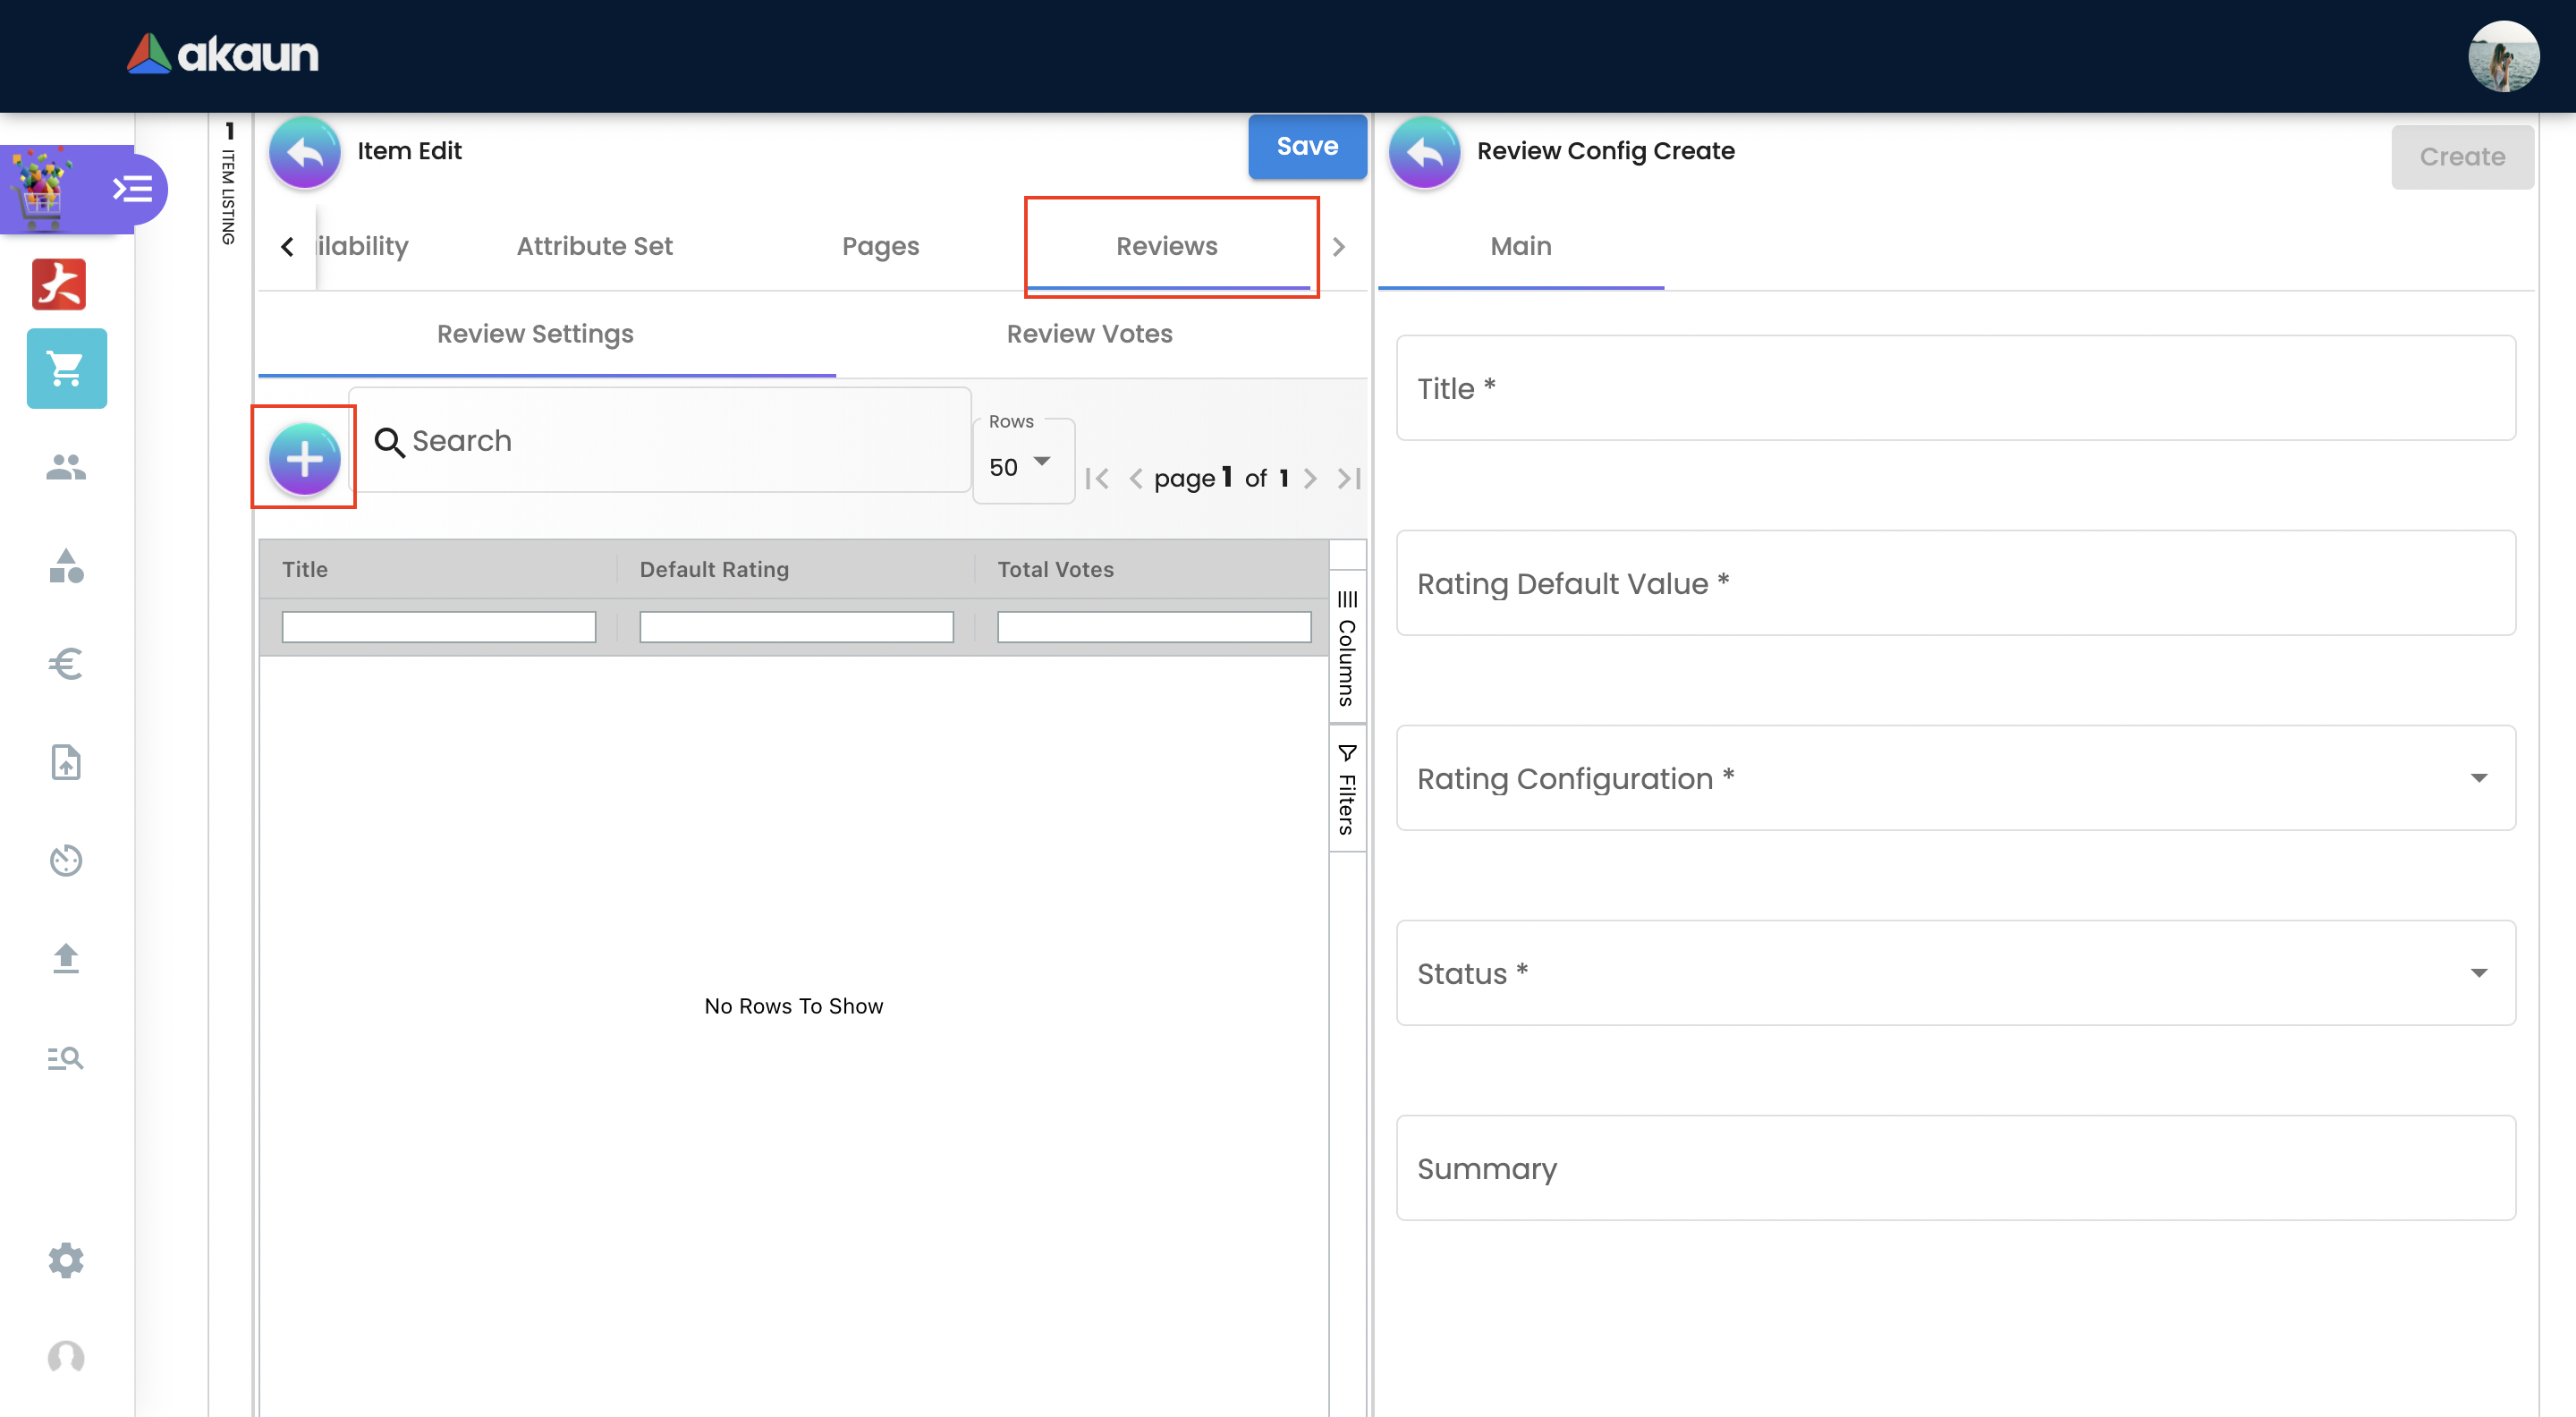 akaun
1 ITEM LISTING
Item Edit
Save
ilability
Attribute Set
Pages
Reviews
Review Settings
Review Votes
Search
Rows
50
page 1 of 1
Title
Default Rating
Total Votes
Columns
Filters
No Rows To Show
Review Config Create
Create
Main
Title *
Rating Default Value *
Rating Configuration *
Status *
Summary